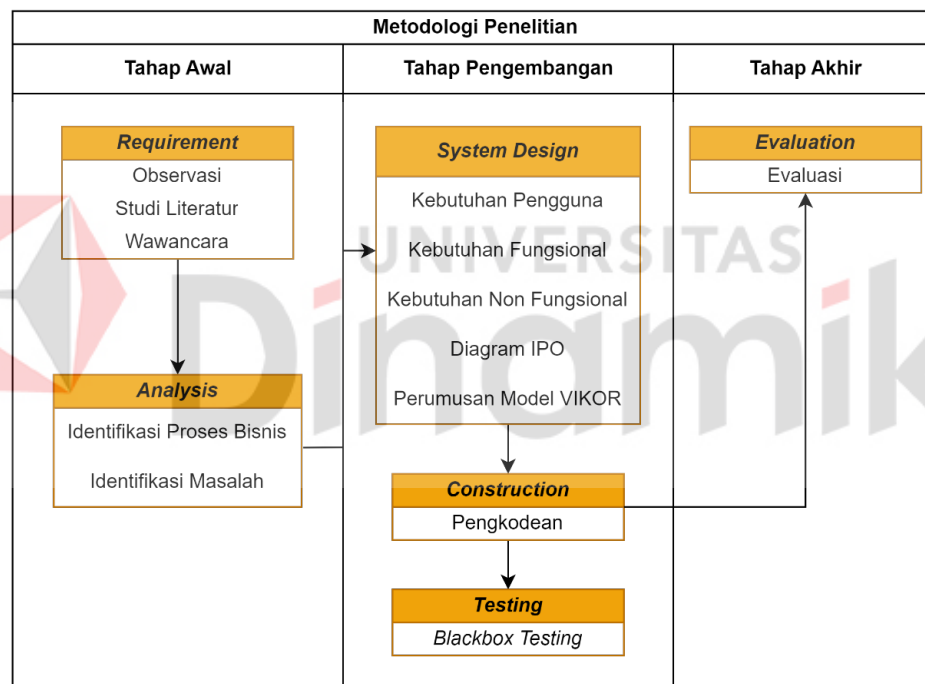 Metodologi Penelitian
Tahap Awal
Tahap Pengembangan
Tahap Akhir
Requirement
Observasi
Studi Literatur
Wawancara
Analysis
Identifikasi Proses Bisnis
Identifikasi Masalah
System Design
Kebutuhan Pengguna
Kebutuhan Fungsional
Kebutuhan Non Fungsional
Diagram IPO
Perumusan Model VIKOR
Construction
Pengkodean
Testing
Blackbox Testing
Evaluation
Evaluasi
UNIVERSITAS
Dinamik